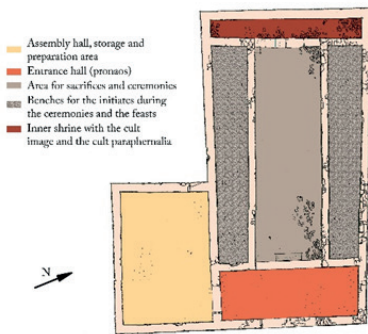 Assembly hall, storage and
preparation area
Entrance hall (pronaos)
Area for sacrifices and ceremonies
Benches for the initiates during
the ceremonies and the feasts
Inner shrine with the cult
image and the cult paraphernalia
N